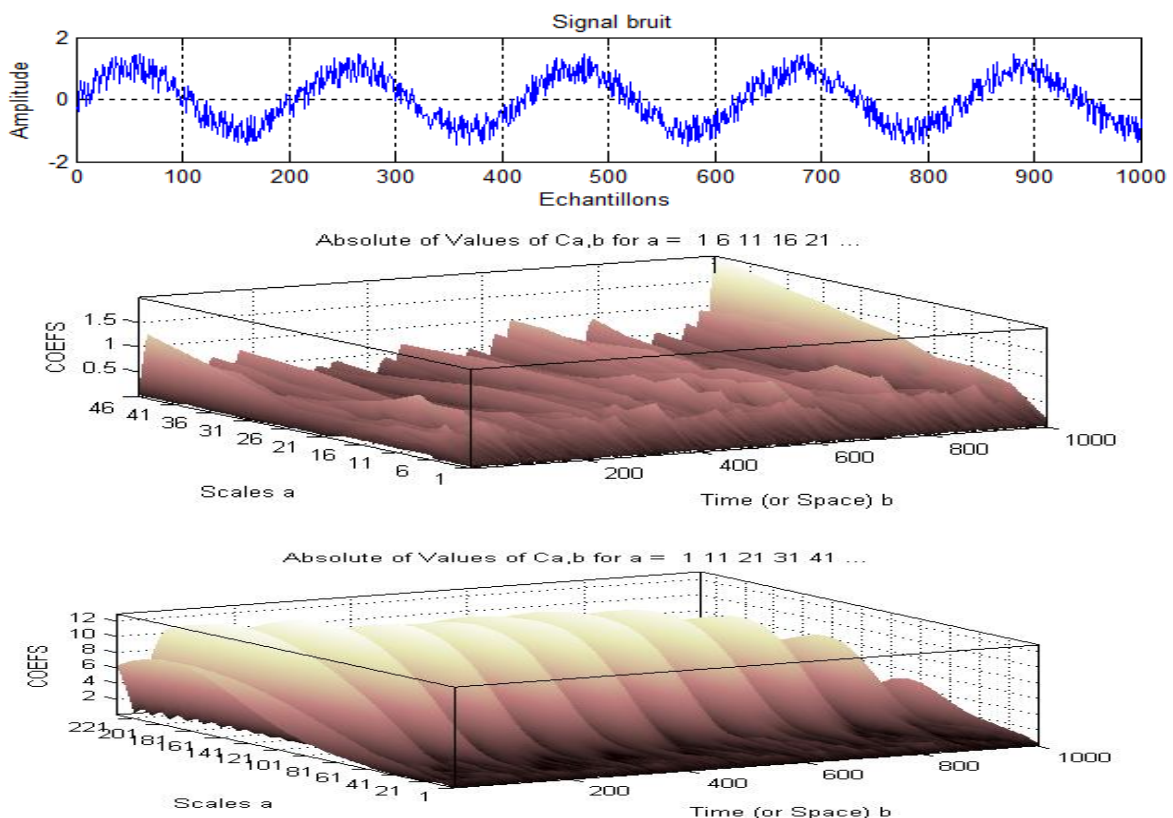 Signal bruit
Amplitude
2
0
-2
0 100 200 300 400 500 600 700 800 900 1000
Echantillons
Absolute of Values of Ca,b for a = 1 6 11 16 21 ...
COEFS
1.5
1
0.5
46 41 36 31 26 21 16 11 6 1
Scales a
200 400 600 800 1000
Time (or Space) b
Absolute of Values of Ca,b for a = 1 11 21 31 41 ...
COEFS
12
10
8
6
4
2
221 201 181 161 141 121 101 81 61 41 21 1
Scales a
200 400 600 800 1000
Time (or Space) b